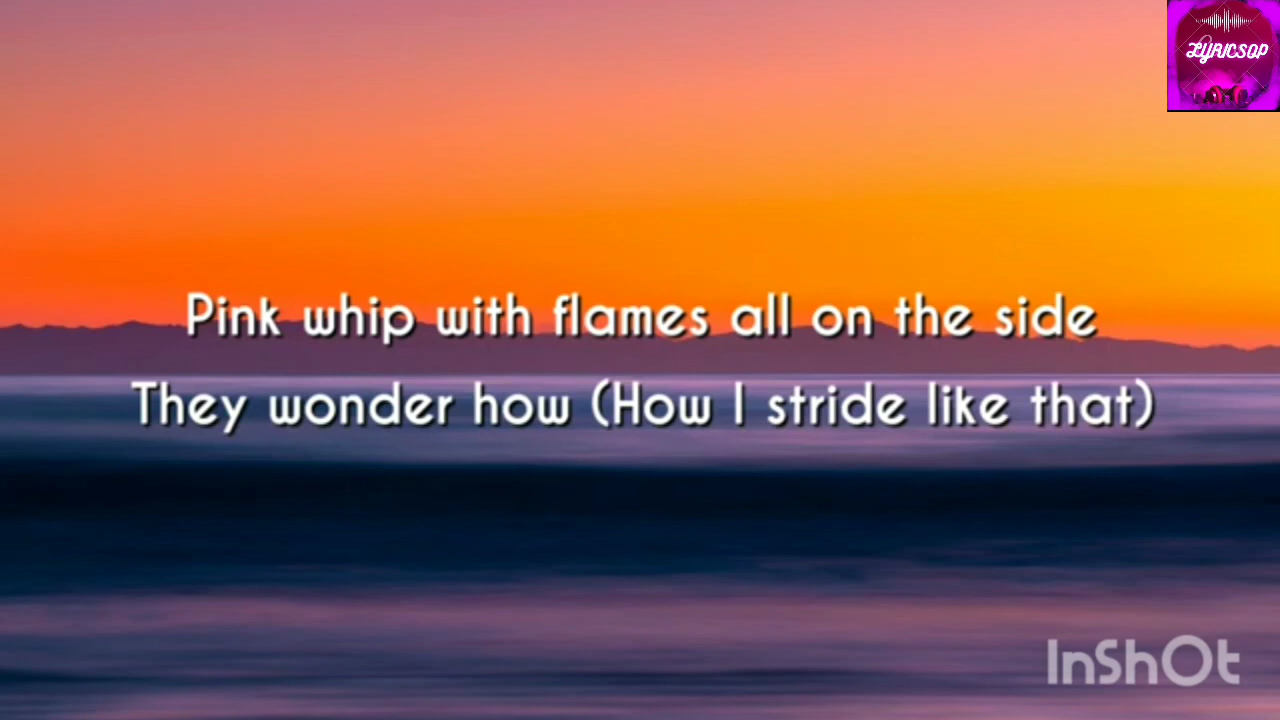 LYRICSOP
Pink whip with flames all on the side
They wonder how (How I stride like that)
InShOt